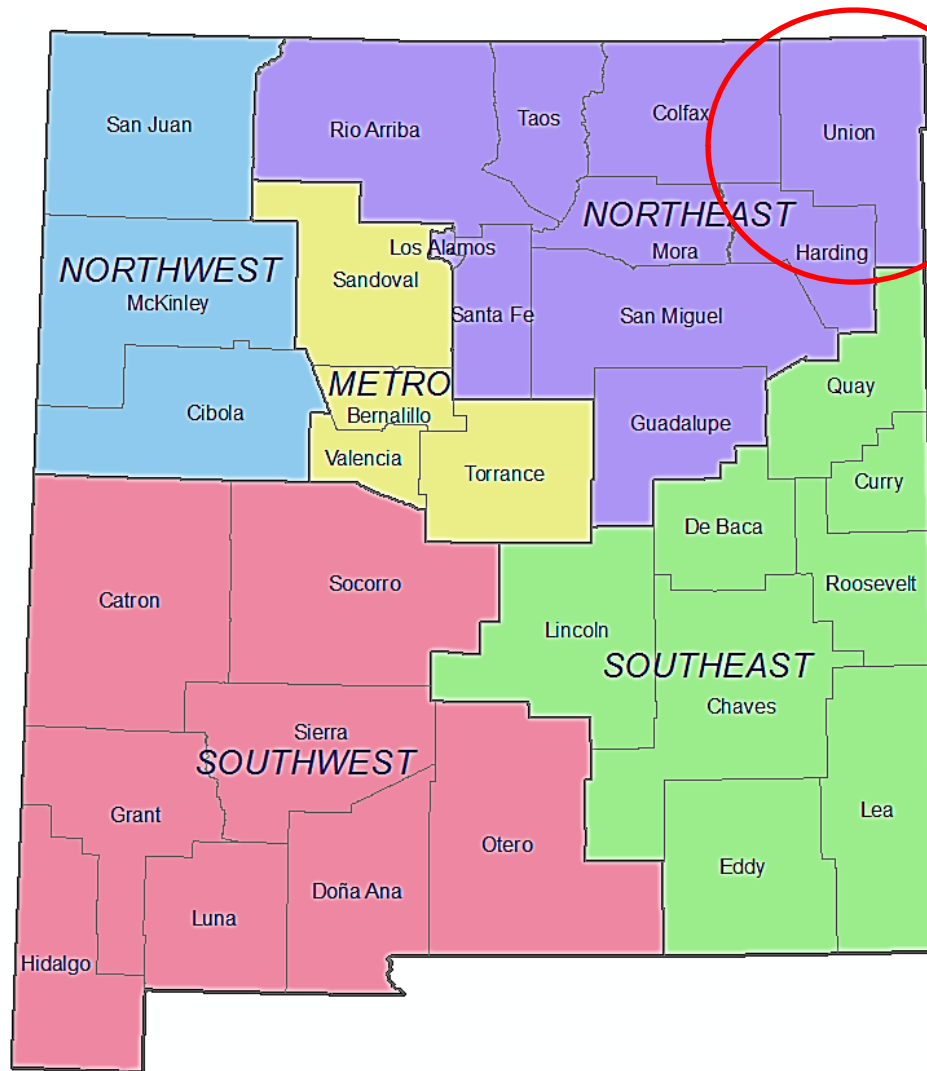 San Juan
Rio Arriba
Taos
Colfax
Union
NORTHEAST
Los Alamos
Mora
Harding
NORTHWEST
McKinley
Sandoval
Santa Fe
San Miguel
METRO
Quay
Cibola
Bernalillo
Guadalupe
Valencia
Torrance
Curry
De Baca
Catron
Socorro
Roosevelt
Lincoln
SOUTHEAST
Chaves
Sierra
SOUTHWEST
Grant
Otero
Lea
Eddy
Luna
Doña Ana
Hidalgo